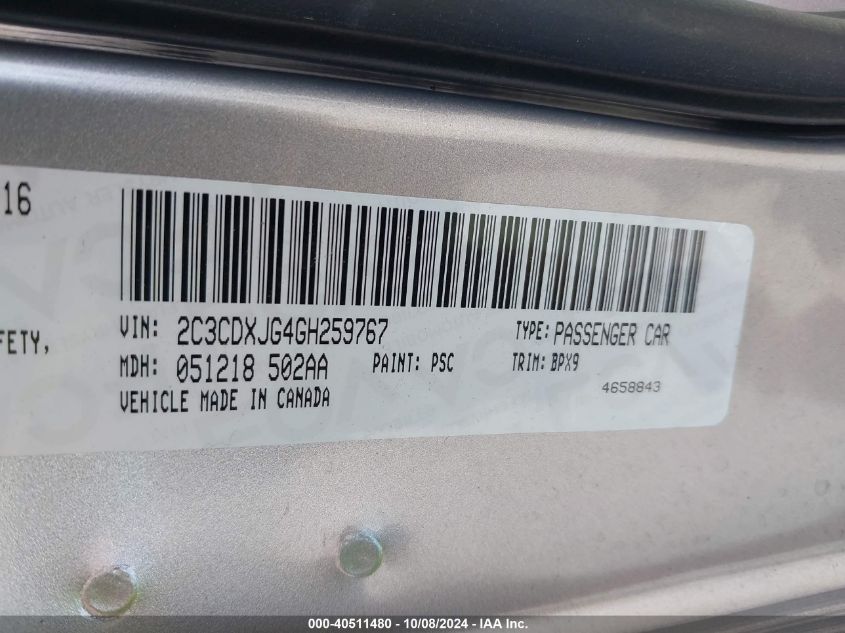 16
FETY,
VIN: 2C3CDXJG4GH259767 TYPE: PASSENGER CAR
MDH: 051218 502AA PAINT: PSC TRIM: BPX9
VEHICLE MADE IN CANADA 4658843
000-40511480 - 10/08/2024 - IAA Inc.